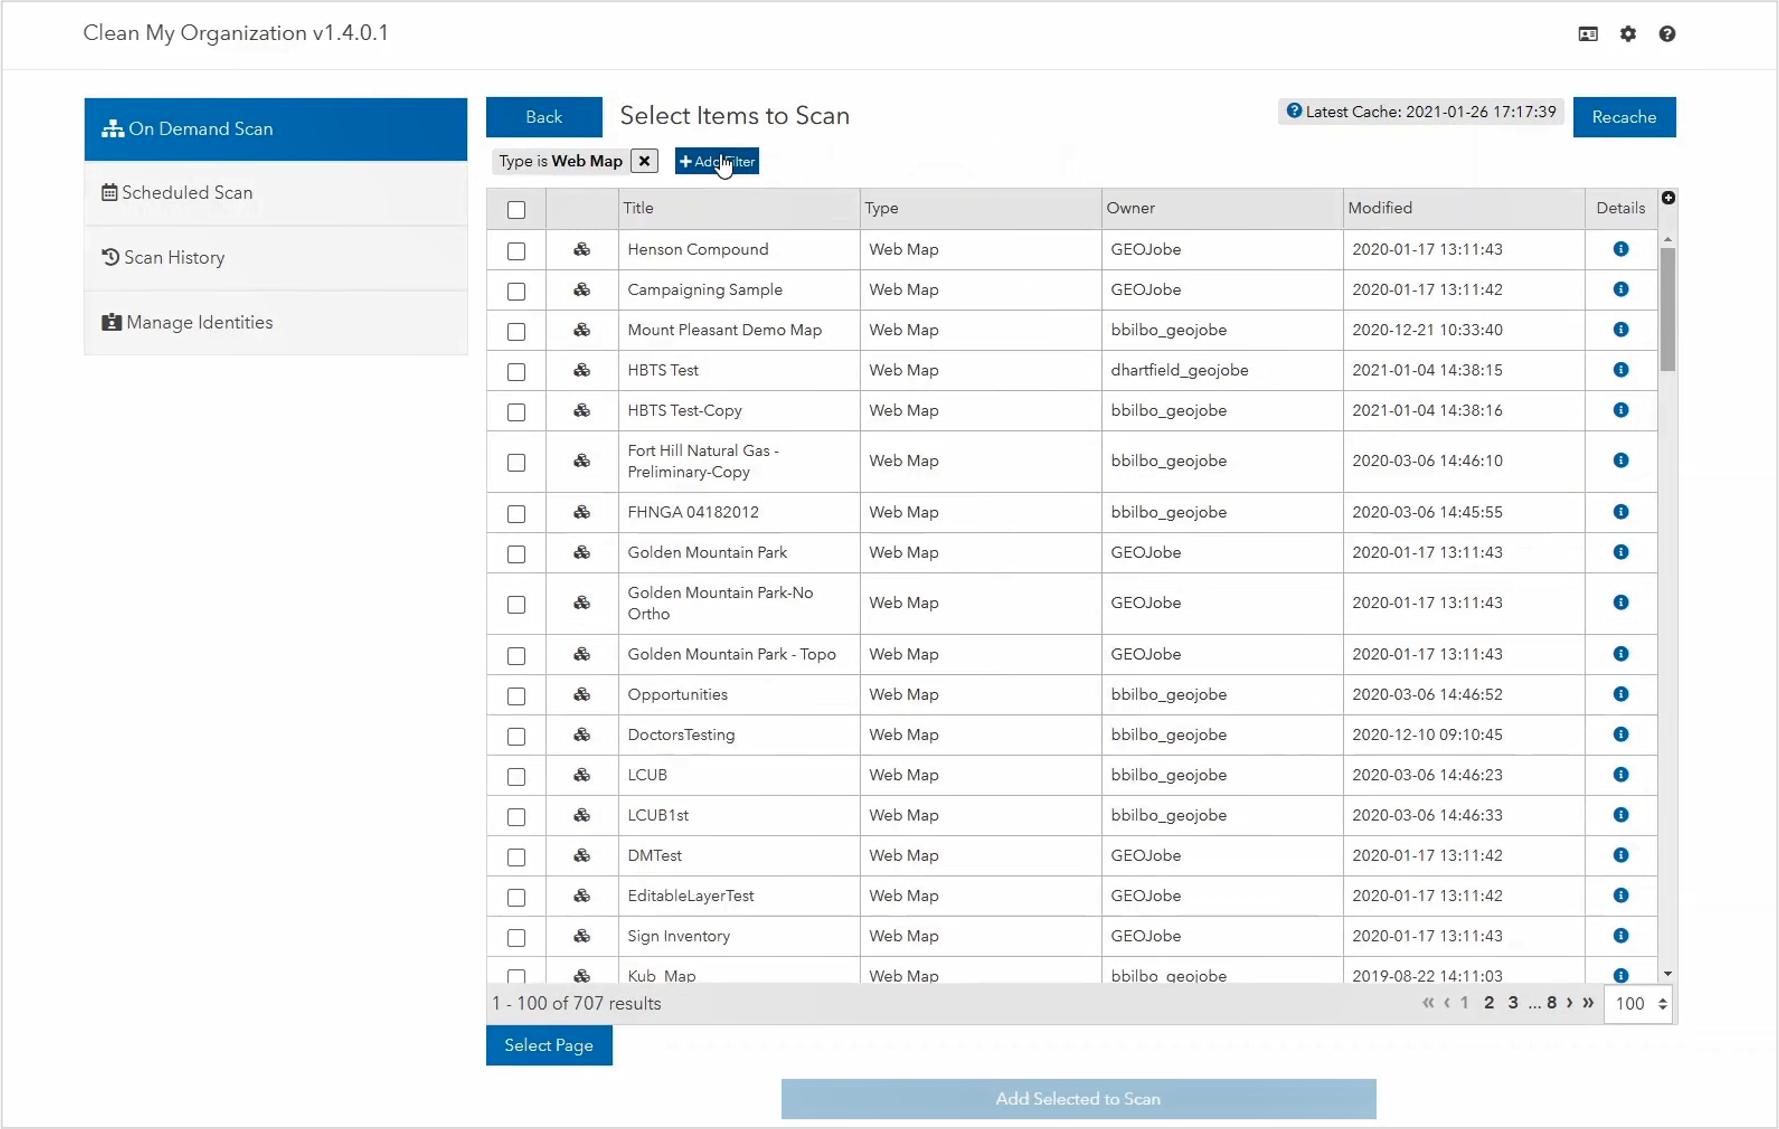 Clean My Organization v1.4.0.1
On Demand Scan
Scheduled Scan
Scan History
Manage Identities
Back
Select Items to Scan
Latest Cache: 2021-01-26 17:17:39
Recache
Type is Web Map
Add Filter
Title Type Owner Modified Details
Henson Compound Web Map GEOJobe 2020-01-17 13:11:43
Campaigning Sample Web Map GEOJobe 2020-01-17 13:11:42
Mount Pleasant Demo Map Web Map bbilbo_geojobe 2020-12-21 10:33:40
HBTS Test Web Map dhartfield_geojobe 2021-01-04 14:38:15
HBTS Test-Copy Web Map bbilbo_geojobe 2021-01-04 14:38:16
Fort Hill Natural Gas -
Preliminary-Copy Web Map bbilbo_geojobe 2020-03-06 14:46:10
FHNGA 04182012 Web Map bbilbo_geojobe 2020-03-06 14:45:55
Golden Mountain Park Web Map GEOJobe 2020-01-17 13:11:43
Golden Mountain Park-No
Ortho Web Map GEOJobe 2020-01-17 13:11:43
Golden Mountain Park - Topo Web Map GEOJobe 2020-01-17 13:11:43
Opportunities Web Map bbilbo_geojobe 2020-03-06 14:46:52
DoctorsTesting Web Map bbilbo_geojobe 2020-12-10 09:10:45
LCUB Web Map bbilbo_geojobe 2020-03-06 14:46:23
LCUB1st Web Map bbilbo_geojobe 2020-03-06 14:46:33
DMTest Web Map GEOJobe 2020-01-17 13:11:42
EditableLayerTest Web Map GEOJobe 2020-01-17 13:11:42
Sign Inventory Web Map GEOJobe 2020-01-17 13:11:43
Kub_Map Web Map bbilbo_geojobe 2019-08-22 14:11:03
1 - 100 of 707 results
« ‹ 1 2 3 ... 8 › » 100
Select Page
Add Selected to Scan